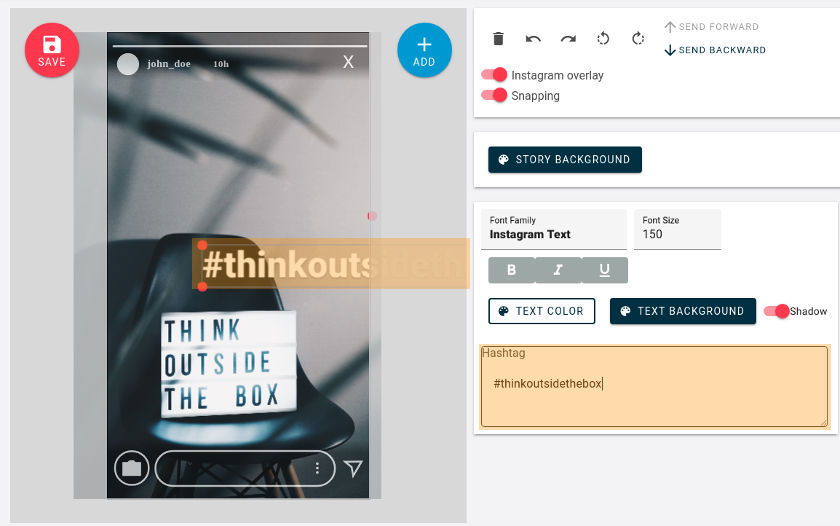 SAVE
ADD
john_doe 10h X
#thinkoutsideth
THINK
OUTSIDE
THE BOX
SEND FORWARD
SEND BACKWARD
Instagram overlay
Snapping
STORY BACKGROUND
Font Family
Instagram Text
Font Size
150
B I U
TEXT COLOR
TEXT BACKGROUND
Shadow
Hashtag
#thinkoutsidethebox